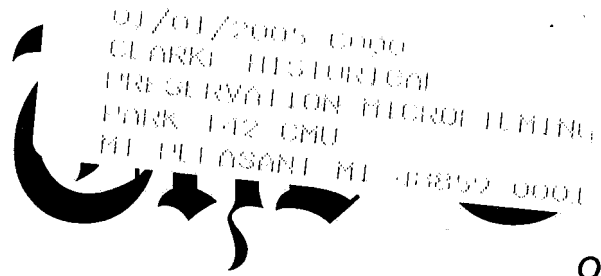 01/01/2005 0000
CLARKE HISTORICAL
PRESERVATION MICROFILMING
PARK 142 CMU
MT PLEASANT MI 48859 0001